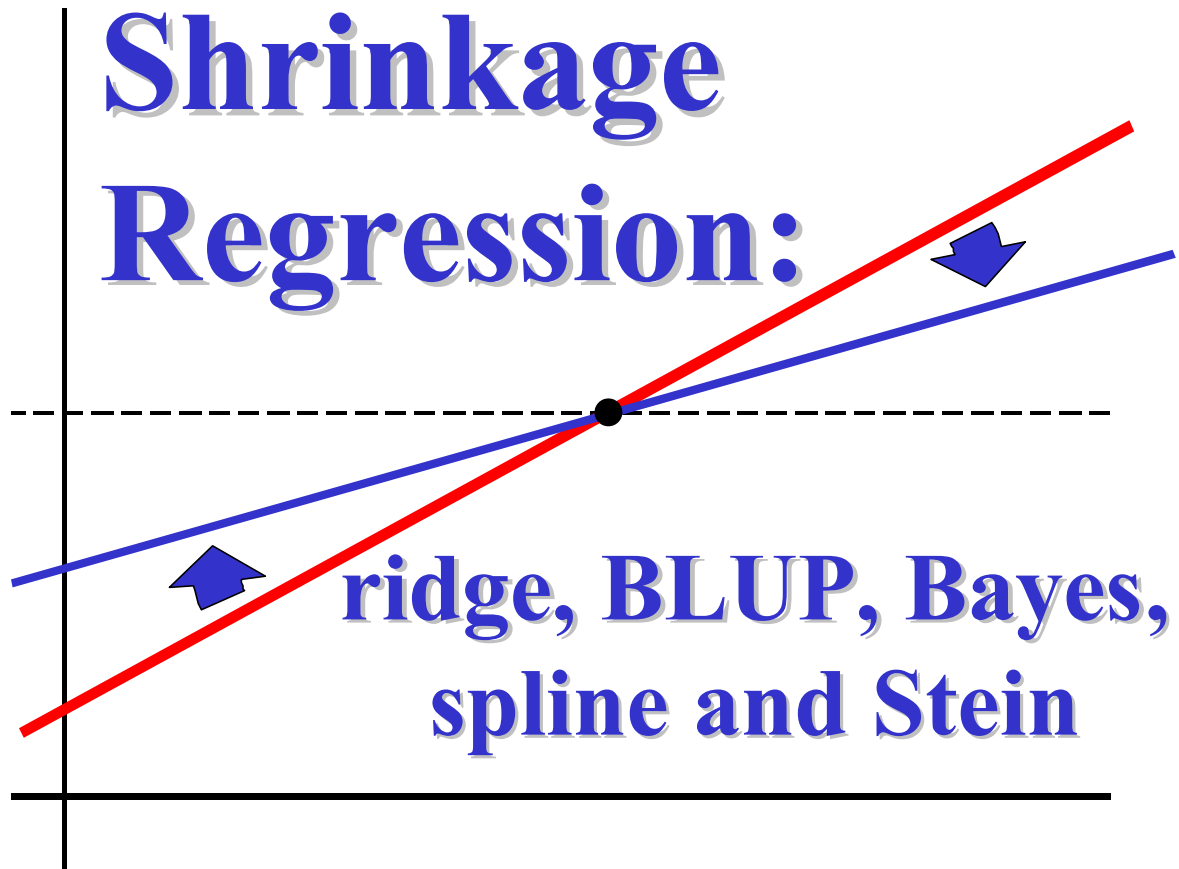 Shrinkage
Regression:
ridge, BLUP, Bayes,
spline and Stein